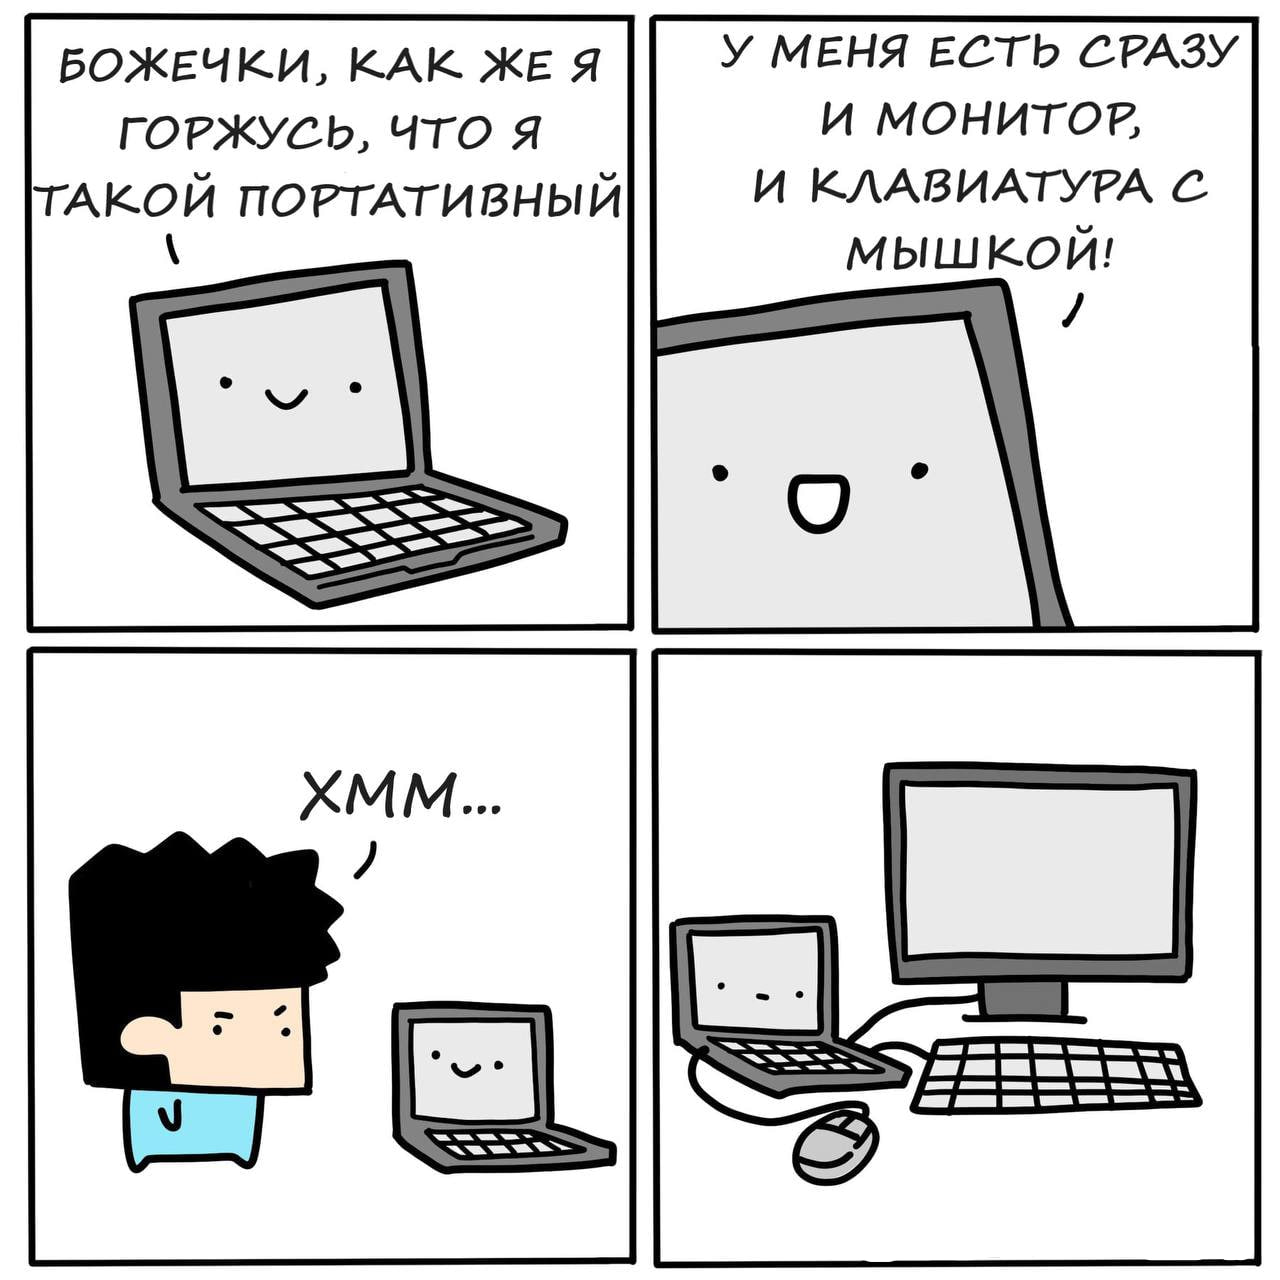 БОЖЕЧКИ, КАК ЖЕ Я
ГОРЖУСЬ, ЧТО Я
ТАКОЙ ПОРТАТИВНЫЙ
У МЕНЯ ЕСТЬ СРАЗУ
И МОНИТОР,
И КЛАВИАТУРА С
МЫШКОЙ!
ХММ...